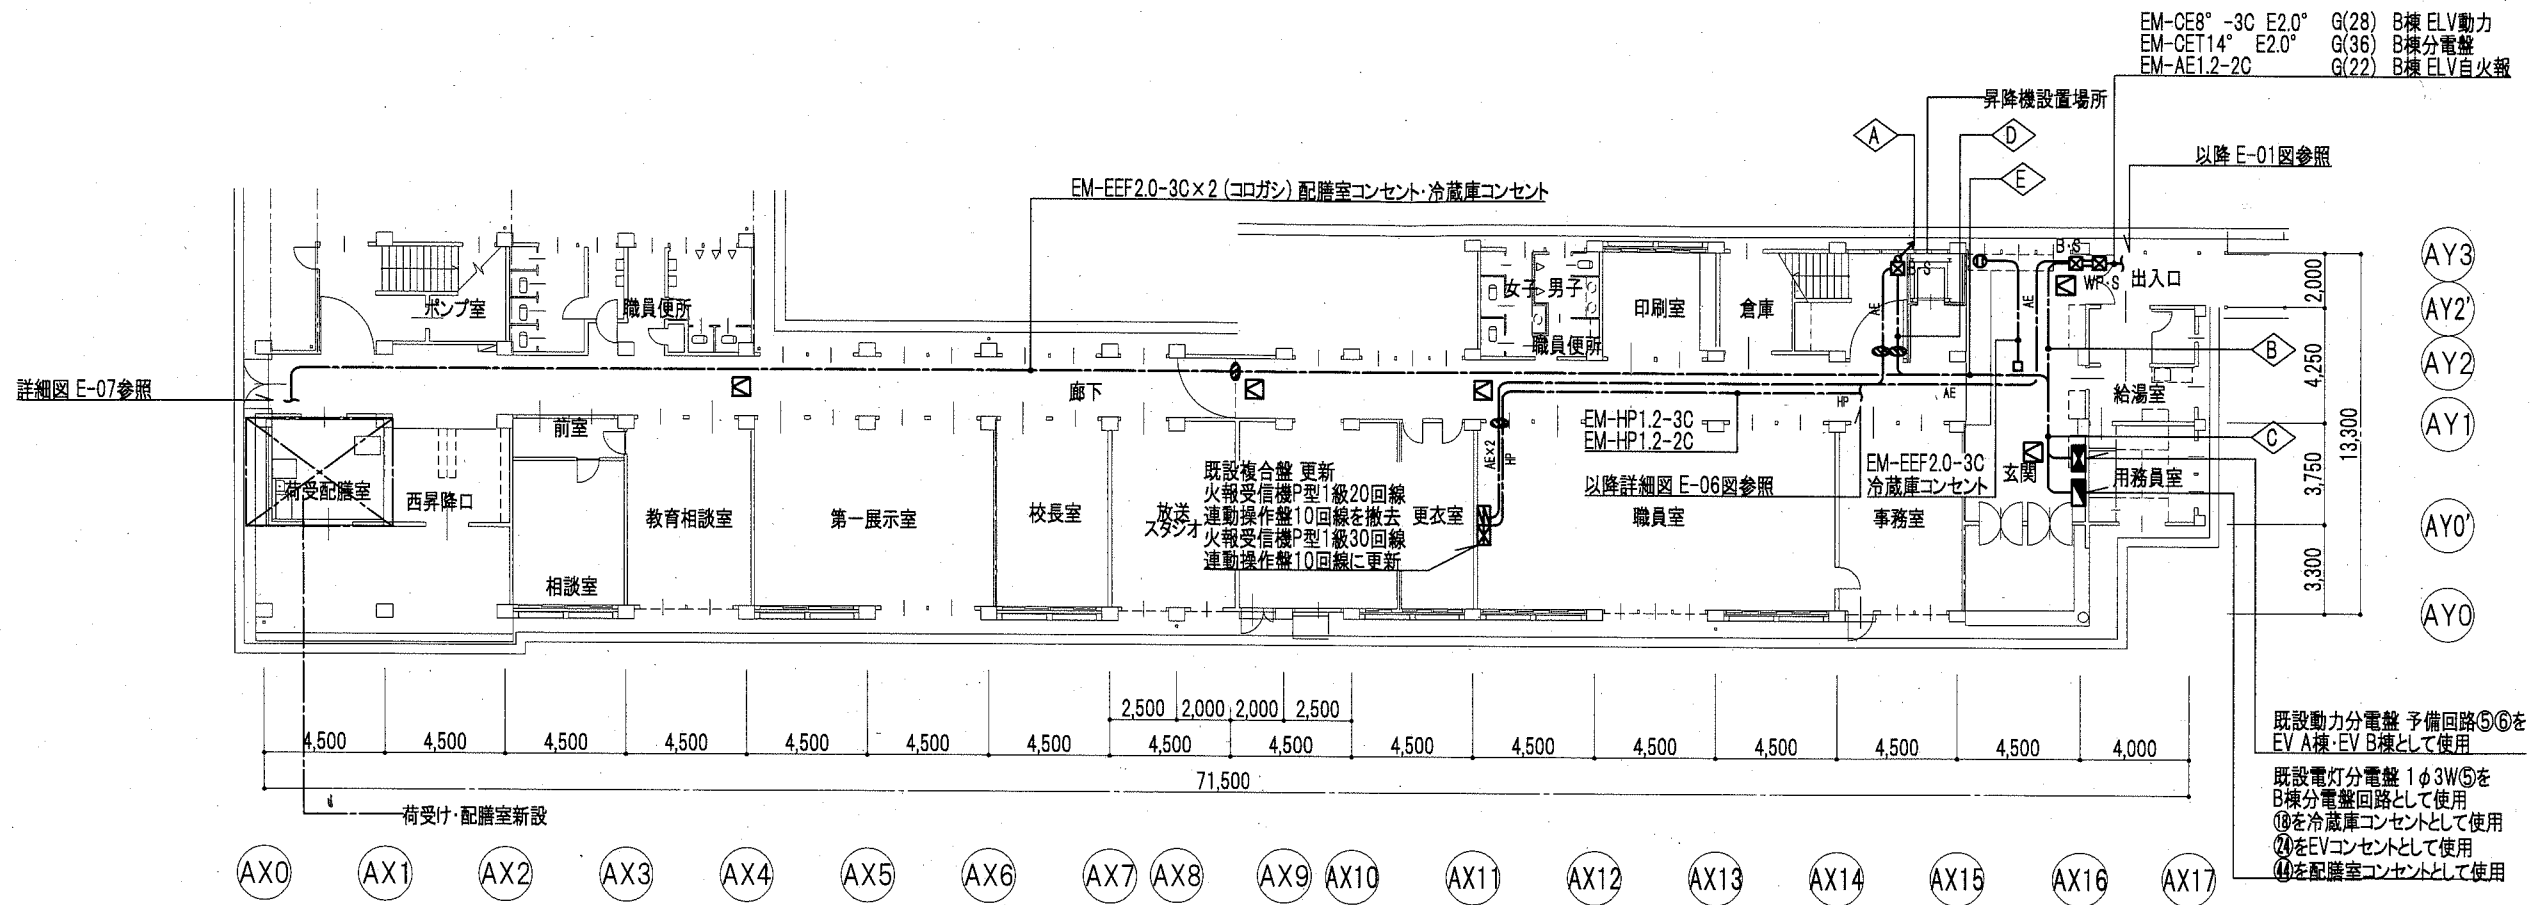 EM-CE8° -3C E2.0° G(28) B棟 ELV動力
EM-CET14° E2.0° G(36) B棟分電盤
EM-AE1.2-2C G(22) B棟 ELV自火報
昇降機設置場所
A
D
以降 E-01図参照
E
EM-EEF2.0-3C×2 (コロガシ) 配膳室コンセント・冷蔵庫コンセント
AY3
B・S
B・S
WP・S
出入口
2,000
ポンプ室
職員便所
女子
男子
職員便所
印刷室
倉庫
AE
AE
AY2'
B
AY2
4,250
詳細図 E-07参照
廊下
HP
AE
給湯室
13,300
前室
EM-HP1.2-3C
EM-HP1.2-2C
AY1
C
AE×2
HP
既設複合盤 更新
火報受信機P型1級20回線
連動操作盤10回線を撤去
火報受信機P型1級30回線
連動操作盤10回線に更新
EM-EEF2.0-3C
冷蔵庫コンセント
以降詳細図 E-06図参照
玄関
用務員室
3,750
荷受配膳室
西昇降口
教育相談室
第一展示室
校長室
放送
スタジオ
更衣室
職員室
事務室
AY0'
相談室
3,300
AY0
2,500 2,000 2,000 2,500
4,500 4,500 4,500 4,500 4,500 4,500 4,500 4,500 4,500 4,500 4,500 4,500 4,500 4,500 4,500 4,000
71,500
既設動力分電盤 予備回路⑤⑥を
EV A棟・EV B棟として使用
既設電灯分電盤 1φ3W⑤を
B棟分電盤回路として使用
⑱を冷蔵庫コンセントとして使用
㉔をEVコンセントとして使用
㊹を配膳室コンセントとして使用
荷受け・配膳室新設
AX0 AX1 AX2 AX3 AX4 AX5 AX6 AX7 AX8 AX9 AX10 AX11 AX12 AX13 AX14 AX15 AX16 AX17